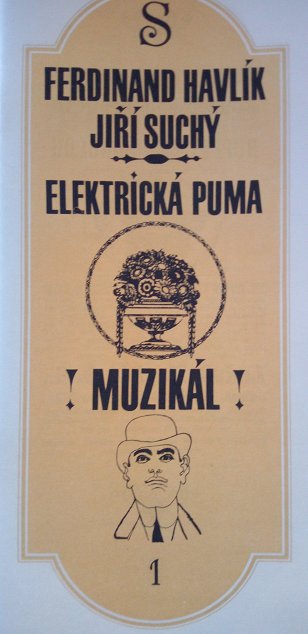 S
FERDINAND HAVLÍK
JIŘÍ SUCHÝ
ELEKTRICKÁ PUMA
! MUZIKÁL !
1